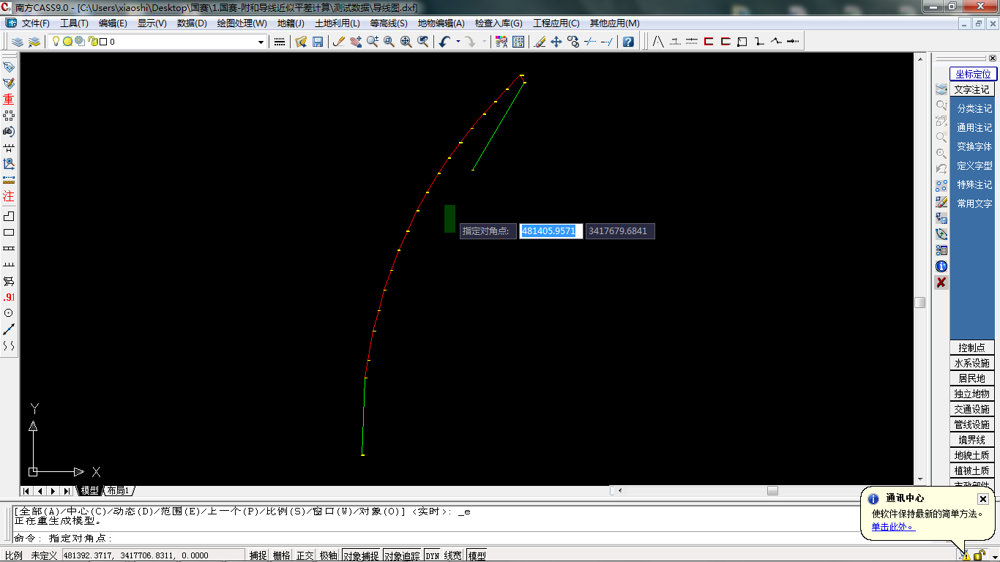 南方CASS9.0 - [C:\Users\xiaoshi\Desktop\国赛\1.国赛-附和导线近似平差计算\测试数据\导线图.dxf]
文件(F) 工具(T) 编辑(E) 显示(V) 数据(D) 绘图处理(W) 地籍(J) 土地利用(L) 等高线(S) 地物编辑(A) 检查入库(G) 工程应用(C) 其他应用(M)
0
坐标定位
文字注记
分类注记
通用注记
变换字体
定义字型
特殊注记
常用文字
重
注
.91
指定对角点: 481405.9571 3417679.6841
控制点
水系设施
居民地
独立地物
交通设施
管线设施
境界线
地貌土质
植被土质
市政部件
Y
X
模型 布局1
[全部(A)/中心(C)/动态(D)/范围(E)/上一个(P)/比例(S)/窗口(W)/对象(O)] <实时>: _e
正在重生成模型。
命令: 指定对角点:
通讯中心
使软件保持最新的简单方法。
单击此处。
比例 未定义 481392.3717, 3417706.8311, 0.0000 捕捉 栅格 正交 极轴 对象捕捉 对象追踪 DYN 线宽 模型